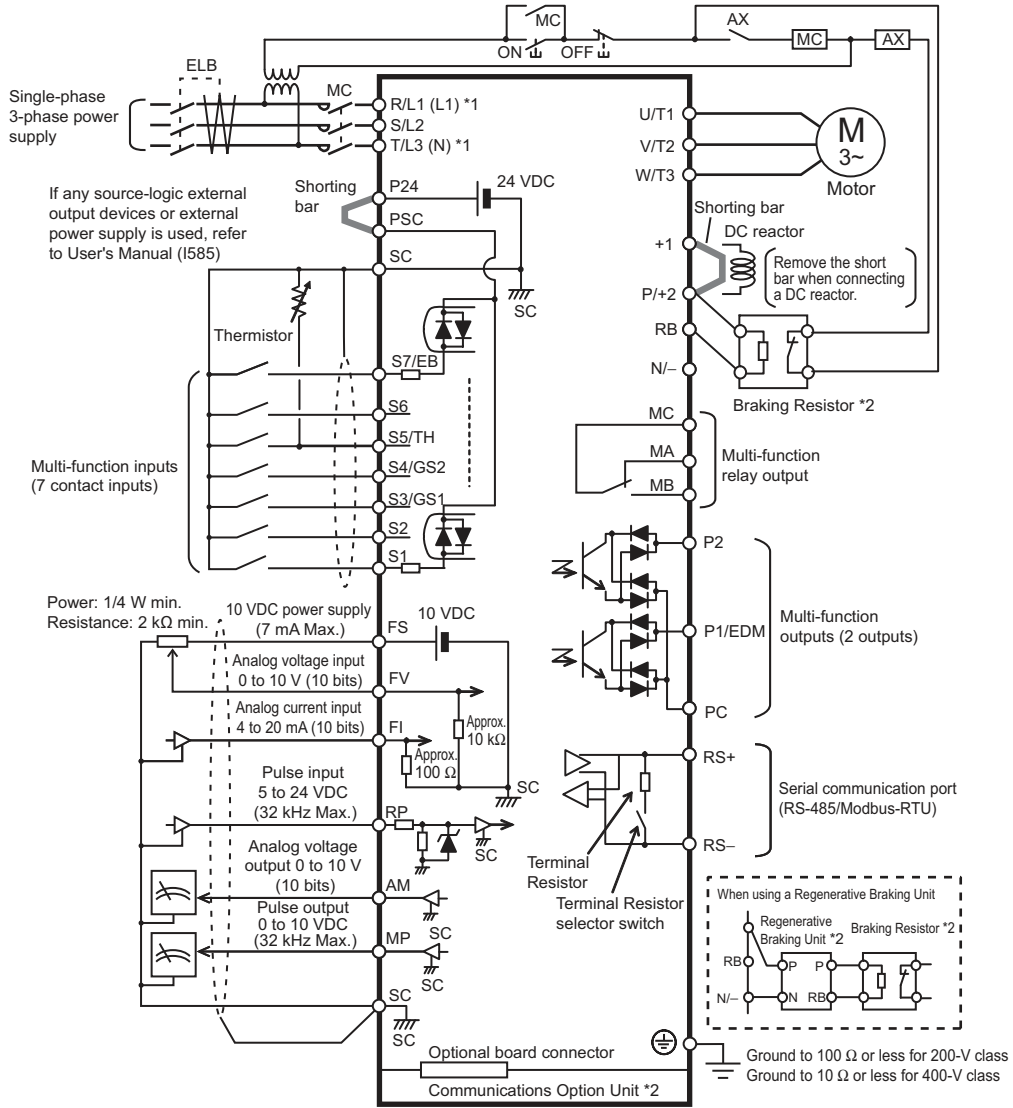 MC
AX
ON
OFF
MC
AX
ELB
MC
Single-phase
3-phase power
supply
R/L1 (L1) *1
S/L2
T/L3 (N) *1
U/T1
V/T2
W/T3
M
3~
Motor
If any source-logic external
output devices or external
power supply is used, refer
to User's Manual (I585)
Shorting
bar
P24
24 VDC
PSC
SC
SC
Shorting bar
DC reactor
+1
Remove the short
bar when connecting
a DC reactor.
P/+2
RB
N/–
Braking Resistor *2
Thermistor
S7/EB
S6
S5/TH
S4/GS2
S3/GS1
S2
S1
Multi-function inputs
(7 contact inputs)
MC
MA
MB
Multi-function
relay output
P2
P1/EDM
PC
Multi-function
outputs (2 outputs)
Power: 1/4 W min.
Resistance: 2 kΩ min.
10 VDC power supply
(7 mA Max.)
FS
10 VDC
Analog voltage input
0 to 10 V (10 bits)
FV
Analog current input
4 to 20 mA (10 bits)
FI
Approx.
10 kΩ
Approx.
100 Ω
SC
Pulse input
5 to 24 VDC
(32 kHz Max.)
RP
SC
Analog voltage
output 0 to 10 V
(10 bits)
AM
SC
Pulse output
0 to 10 VDC
(32 kHz Max.)
MP
SC
SC
SC
RS+
RS–
Serial communication port
(RS-485/Modbus-RTU)
Terminal
Resistor
Terminal Resistor
selector switch
When using a Regenerative Braking Unit
Regenerative
Braking Unit *2
Braking Resistor *2
RB
P
P
N/–
N
RB
Optional board connector
Communications Option Unit *2
Ground to 100 Ω or less for 200-V class
Ground to 10 Ω or less for 400-V class